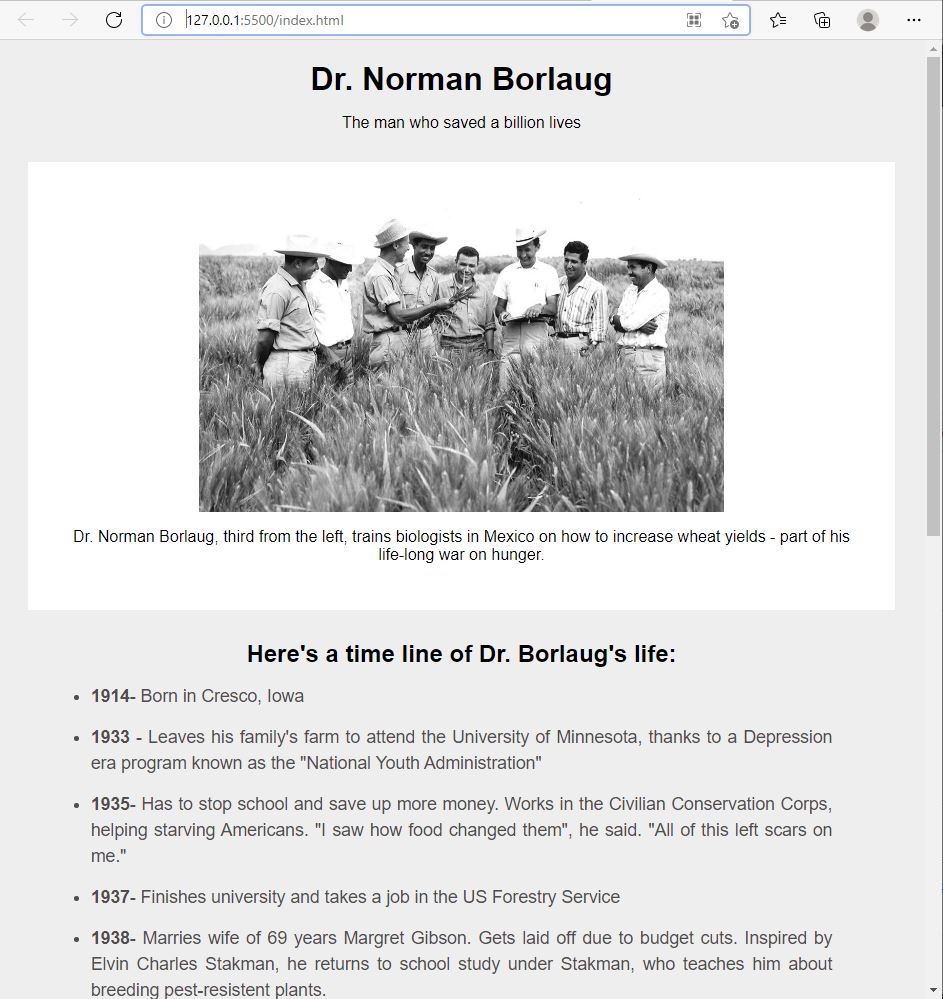 127.0.0.1:5500/index.html
Dr. Norman Borlaug
The man who saved a billion lives
Dr. Norman Borlaug, third from the left, trains biologists in Mexico on how to increase wheat yields - part of his
life-long war on hunger.
Here's a time line of Dr. Borlaug's life:
1914- Born in Cresco, Iowa
1933 - Leaves his family's farm to attend the University of Minnesota, thanks to a Depression
era program known as the "National Youth Administration"
1935- Has to stop school and save up more money. Works in the Civilian Conservation Corps,
helping starving Americans. "I saw how food changed them", he said. "All of this left scars on
me."
1937- Finishes university and takes a job in the US Forestry Service
1938- Marries wife of 69 years Margret Gibson. Gets laid off due to budget cuts. Inspired by
Elvin Charles Stakman, he returns to school study under Stakman, who teaches him about
breeding pest-resistent plants.